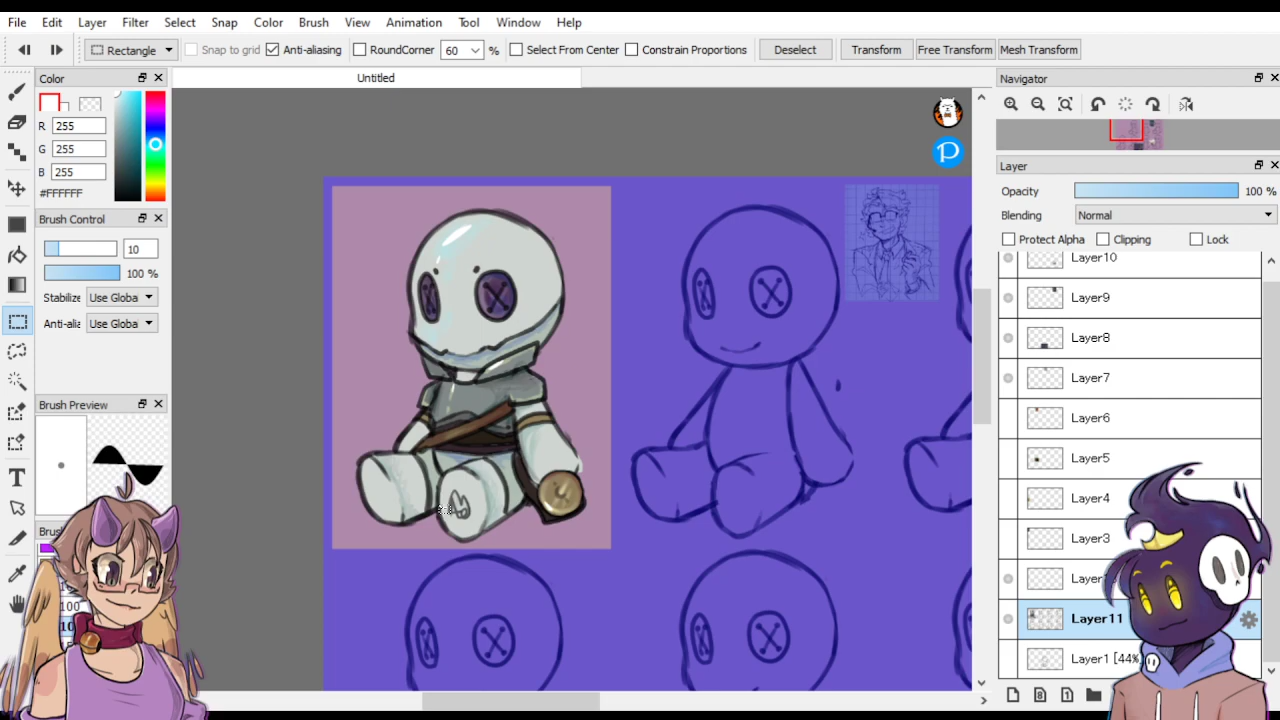 File Edit Layer Filter Select Snap Color Brush View Animation Tool Window Help
Rectangle Snap to grid Anti-aliasing RoundCorner 60 % Select From Center Constrain Proportions Deselect Transform Free Transform Mesh Transform
Color
Untitled
Navigator
R 255
G 255
B 255
#FFFFFF
Layer
Opacity 100 %
Blending Normal
Protect Alpha Clipping Lock
Brush Control
10
100 %
Stabilize Use Globa
Anti-alia Use Globa
Layer10
Layer9
Layer8
Layer7
Layer6
Layer5
Layer4
Layer3
Layer11
Layer1 [44%]
Brush Preview
T
P
100